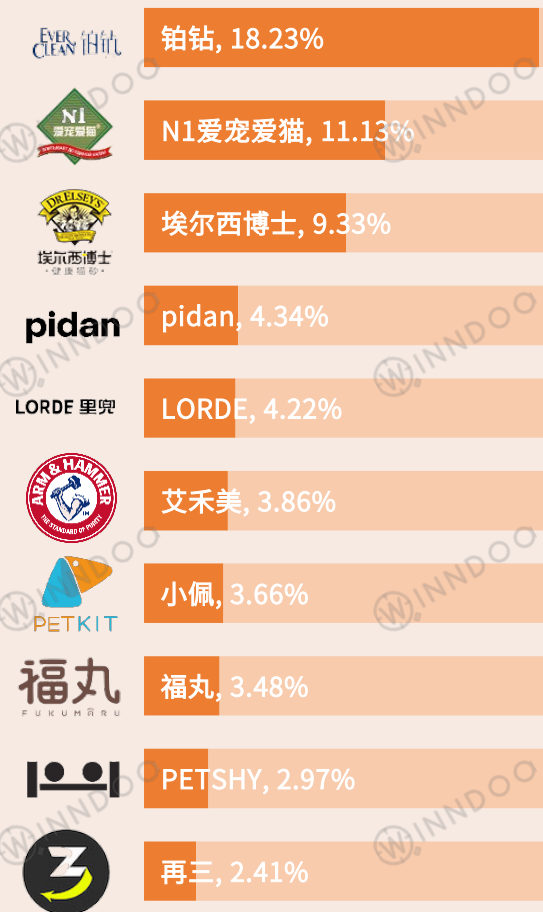 EVER CLEAN 铂钻
铂钻, 18.23%
N1
爱宠爱猫
N1爱宠爱猫, 11.13%
DR.ELSEY'S
埃尔西博士
·健康猫砂·
埃尔西博士, 9.33%
pidan
pidan, 4.34%
LORDE 里兜
LORDE, 4.22%
ARM & HAMMER
THE STANDARD OF PURITY
艾禾美, 3.86%
PETKIT
小佩, 3.66%
福丸
FUKUMARU
福丸, 3.48%
PETSHY, 2.97%
再三, 2.41%
WINNDOO